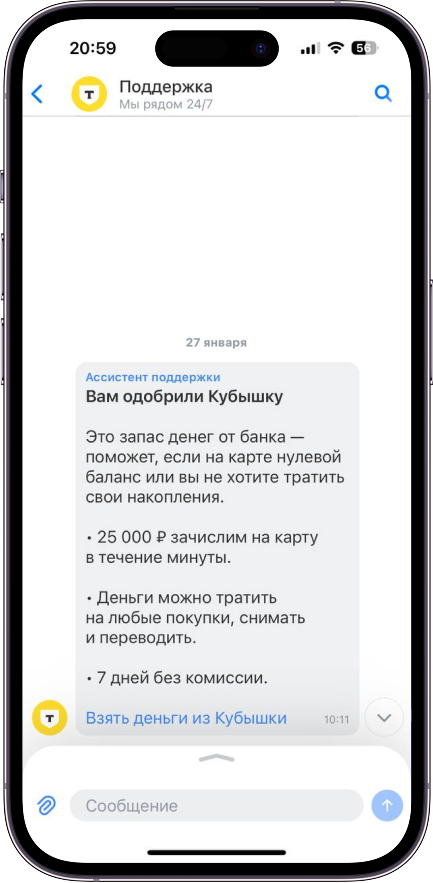 20:59
56
Поддержка
Мы рядом 24/7
27 января
Ассистент поддержки
Вам одобрили Кубышку
Это запас денег от банка —
поможет, если на карте нулевой
баланс или вы не хотите тратить
свои накопления.
• 25 000 ₽ зачислим на карту
в течение минуты.
• Деньги можно тратить
на любые покупки, снимать
и переводить.
• 7 дней без комиссии.
Т
Взять деньги из Кубышки
10:11
Сообщение